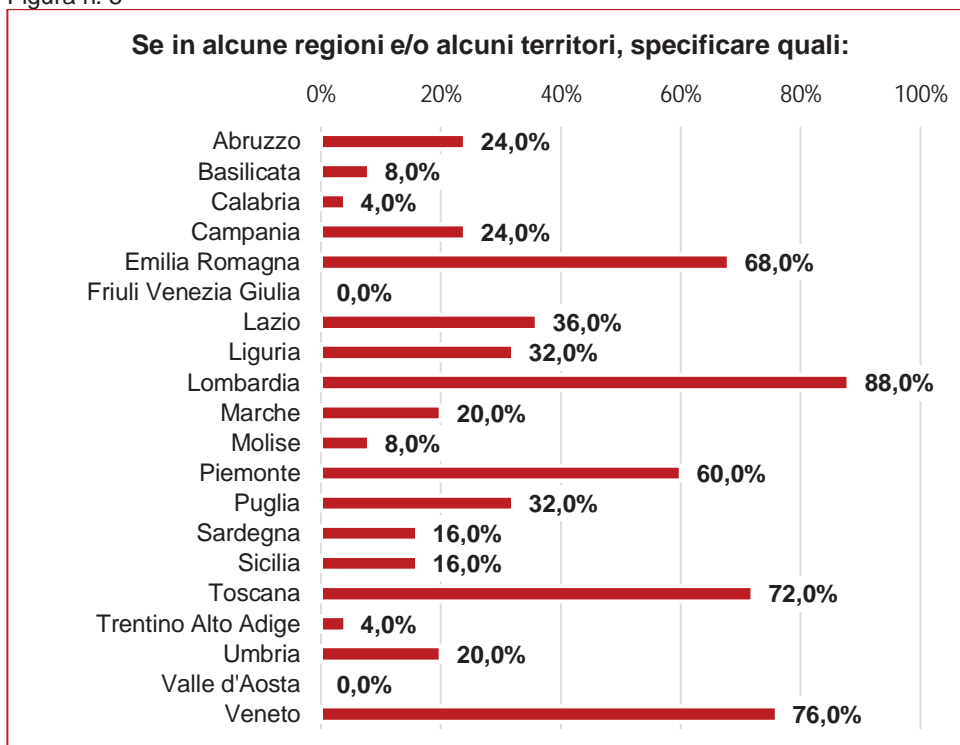 Se in alcune regioni e/o alcuni territori, specificare quali:
0% 20% 40% 60% 80% 100%
Abruzzo 24,0%
Basilicata 8,0%
Calabria 4,0%
Campania 24,0%
Emilia Romagna 68,0%
Friuli Venezia Giulia 0,0%
Lazio 36,0%
Liguria 32,0%
Lombardia 88,0%
Marche 20,0%
Molise 8,0%
Piemonte 60,0%
Puglia 32,0%
Sardegna 16,0%
Sicilia 16,0%
Toscana 72,0%
Trentino Alto Adige 4,0%
Umbria 20,0%
Valle d'Aosta 0,0%
Veneto 76,0%